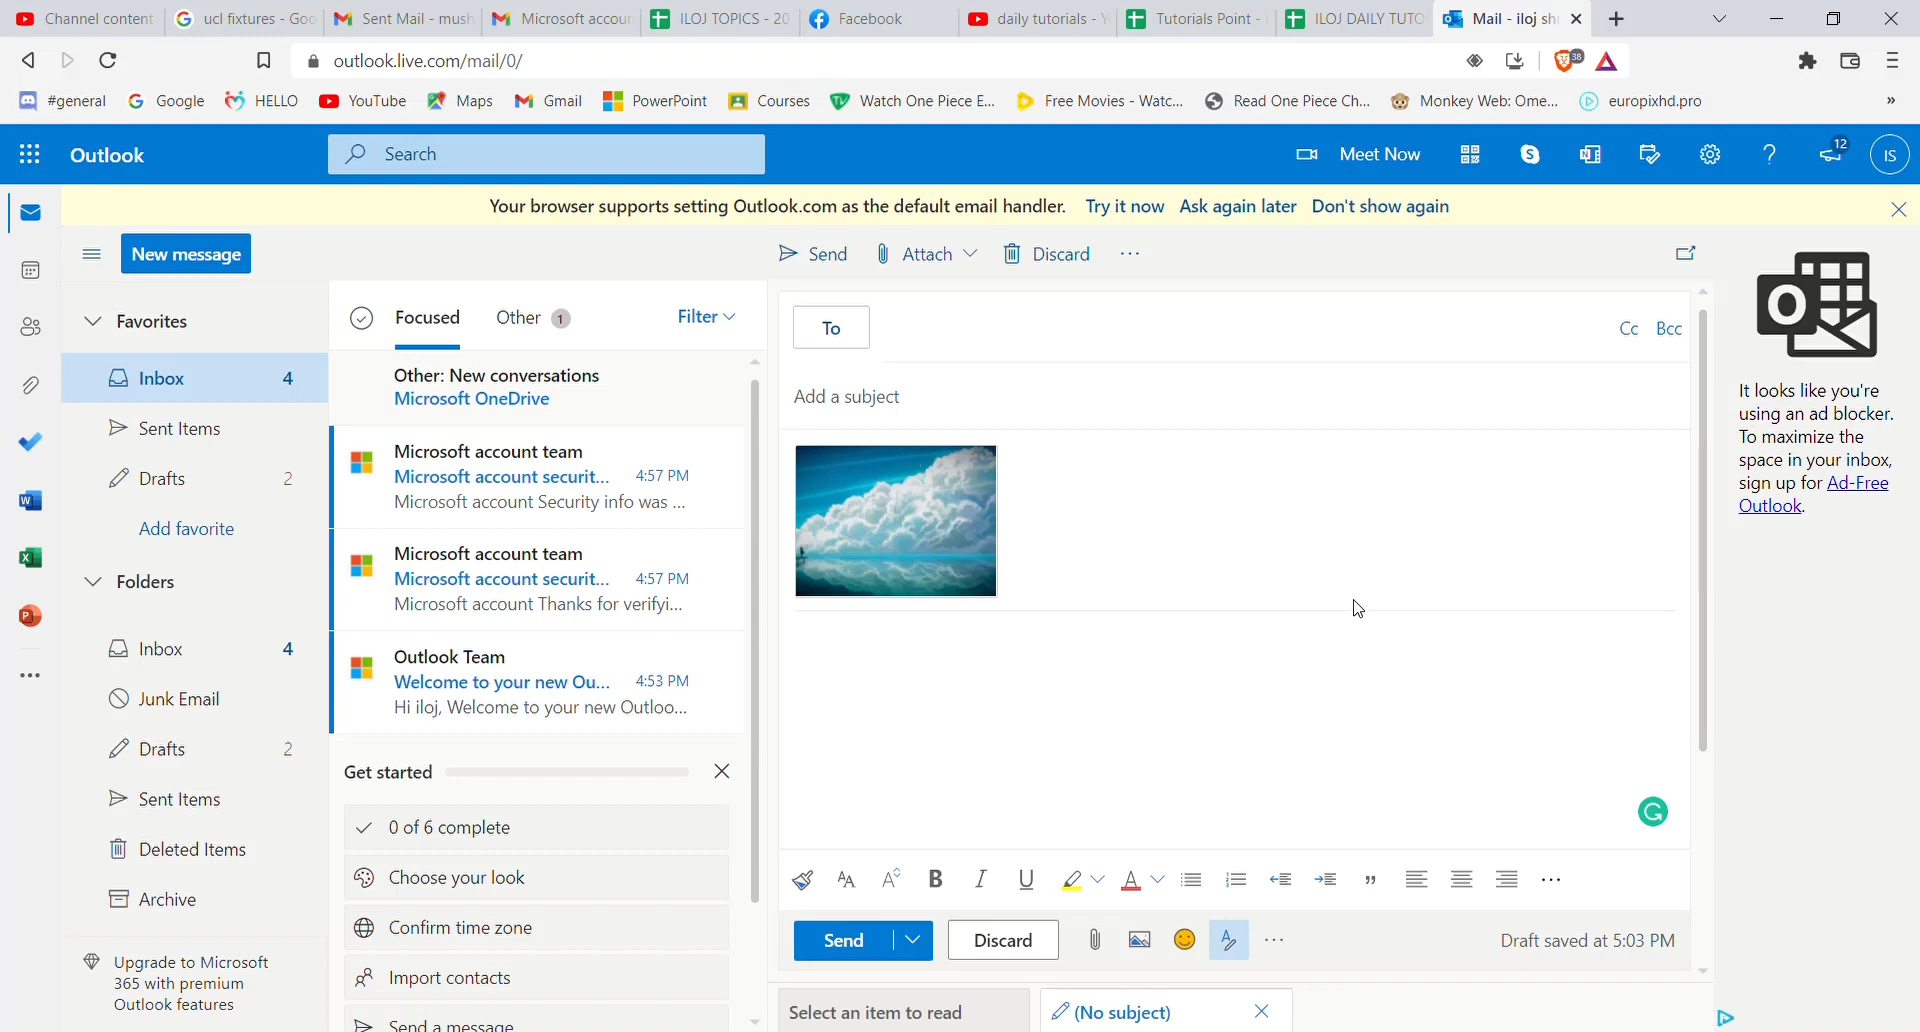 Channel content
ucl fixtures - Goo
Sent Mail - mush
Microsoft accoun
ILOJ TOPICS - 20
Facebook
daily tutorials - Y
Tutorials Point -
ILOJ DAILY TUTO
Mail - iloj sh
outlook.live.com/mail/0/
38
#general
Google
HELLO
YouTube
Maps
Gmail
PowerPoint
Courses
Watch One Piece E...
Free Movies - Watc...
Read One Piece Ch...
Monkey Web: Ome...
europixhd.pro
»
Outlook
Search
Meet Now
12
IS
Your browser supports setting Outlook.com as the default email handler. Try it now Ask again later Don't show again
New message
Send
Attach
Discard
...
Favorites
Inbox 4
Sent Items
Drafts 2
Add favorite
Folders
Inbox 4
Junk Email
Drafts 2
Sent Items
Deleted Items
Archive
Upgrade to Microsoft
365 with premium
Outlook features
Focused
Other 1
Filter
Other: New conversations
Microsoft OneDrive
Microsoft account team
Microsoft account securit... 4:57 PM
Microsoft account Security info was ...
Microsoft account team
Microsoft account securit... 4:57 PM
Microsoft account Thanks for verifyi...
Outlook Team
Welcome to your new Ou... 4:53 PM
Hi iloj, Welcome to your new Outloo...
Get started
0 of 6 complete
Choose your look
Confirm time zone
Import contacts
Send a message
To
Cc Bcc
Add a subject
Send
Discard
Draft saved at 5:03 PM
Select an item to read
(No subject)
It looks like you're
using an ad blocker.
To maximize the
space in your inbox,
sign up for Ad-Free
Outlook.